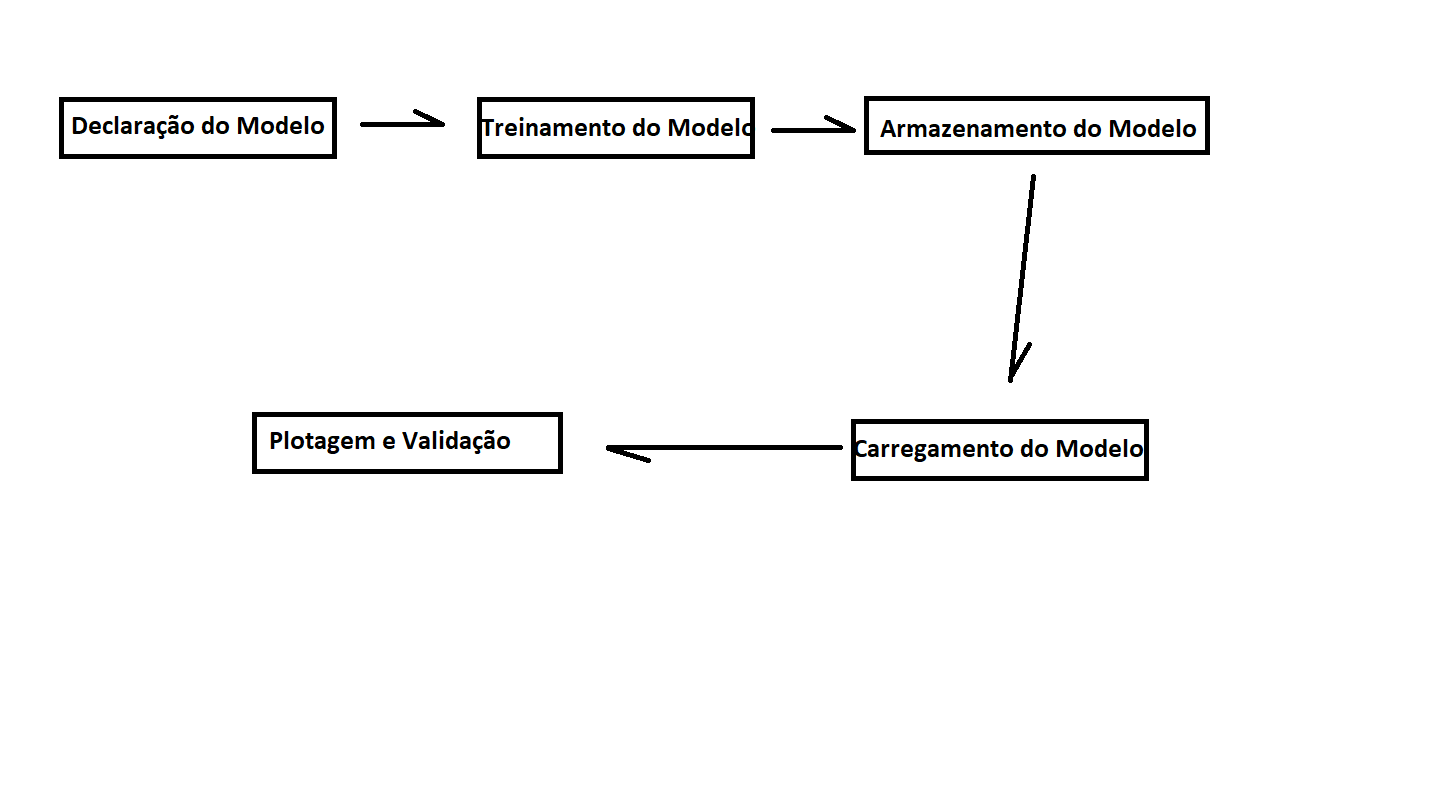 Declaração do Modelo
Treinamento do Modelo
Armazenamento do Modelo
Carregamento do Modelo
Plotagem e Validação